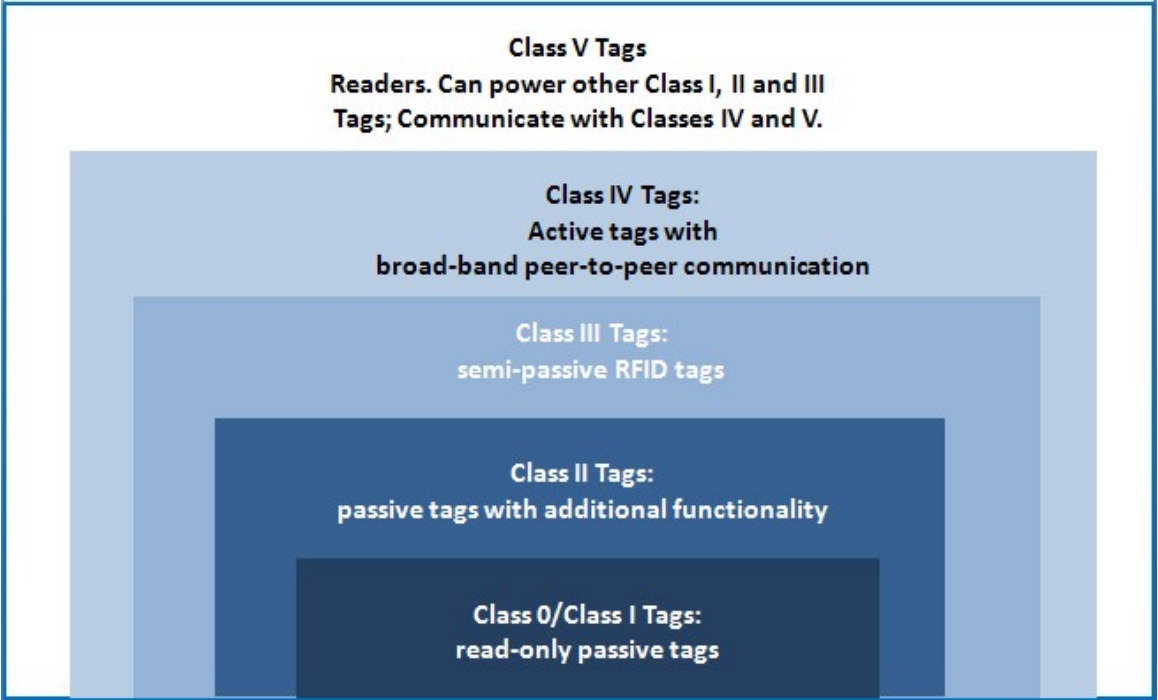 Class V Tags
Readers. Can power other Class I, II and III
Tags; Communicate with Classes IV and V.
Class IV Tags:
Active tags with
broad-band peer-to-peer communication
Class III Tags:
semi-passive RFID tags
Class II Tags:
passive tags with additional functionality
Class 0/Class I Tags:
read-only passive tags